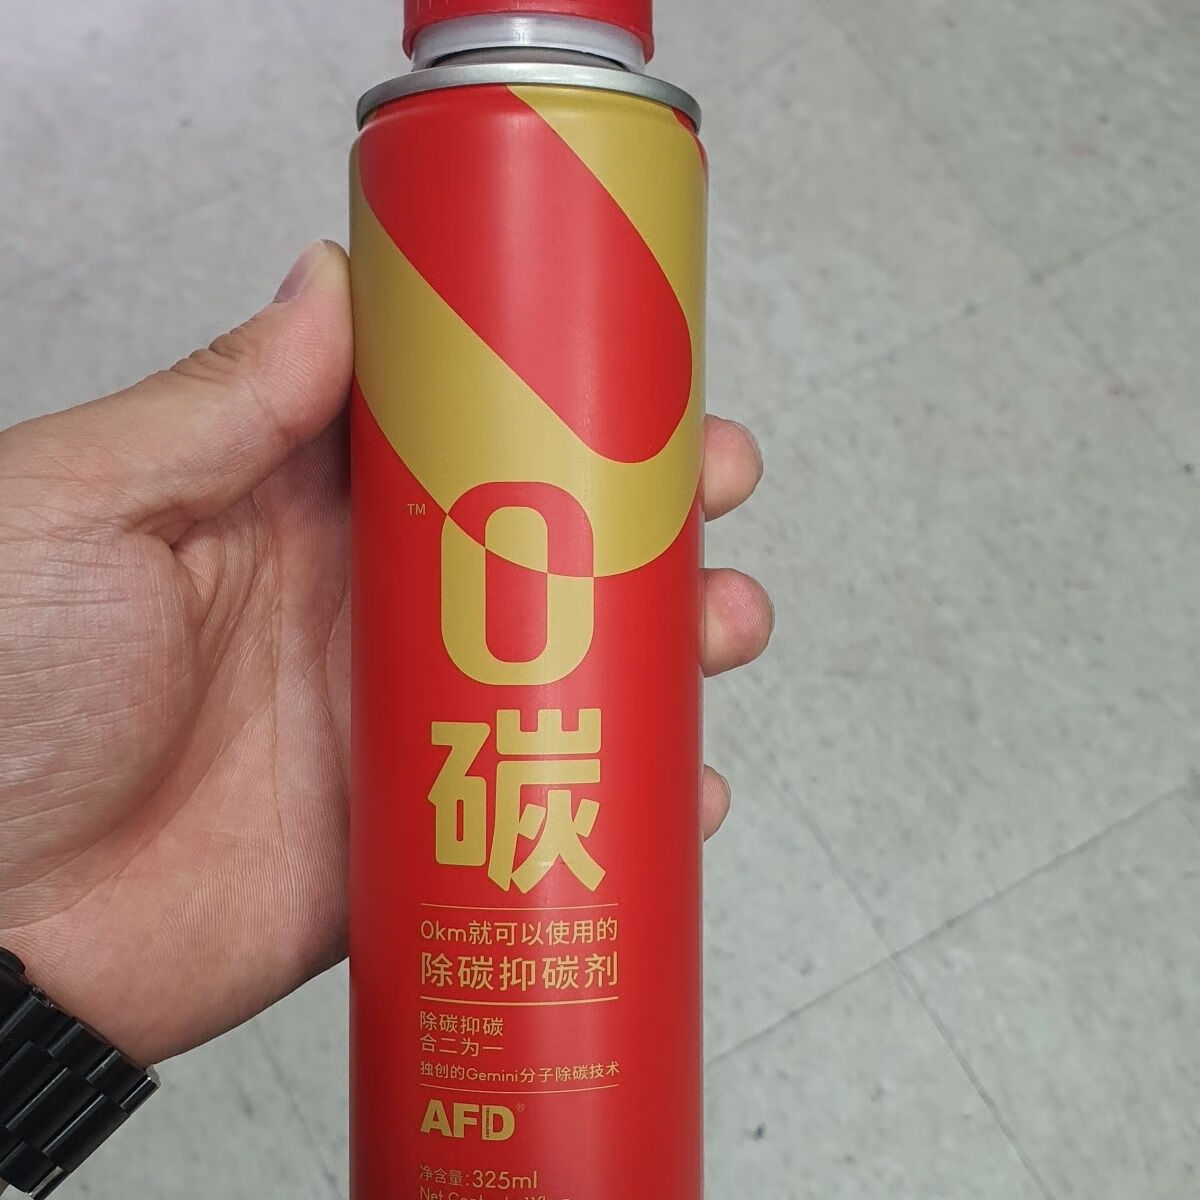 TM
0
碳
0km就可以使用的
除碳抑碳剂
除碳抑碳
合二为一
独创的Gemini分子除碳技术
AFD®
TECHNOLOGY
净含量:325ml